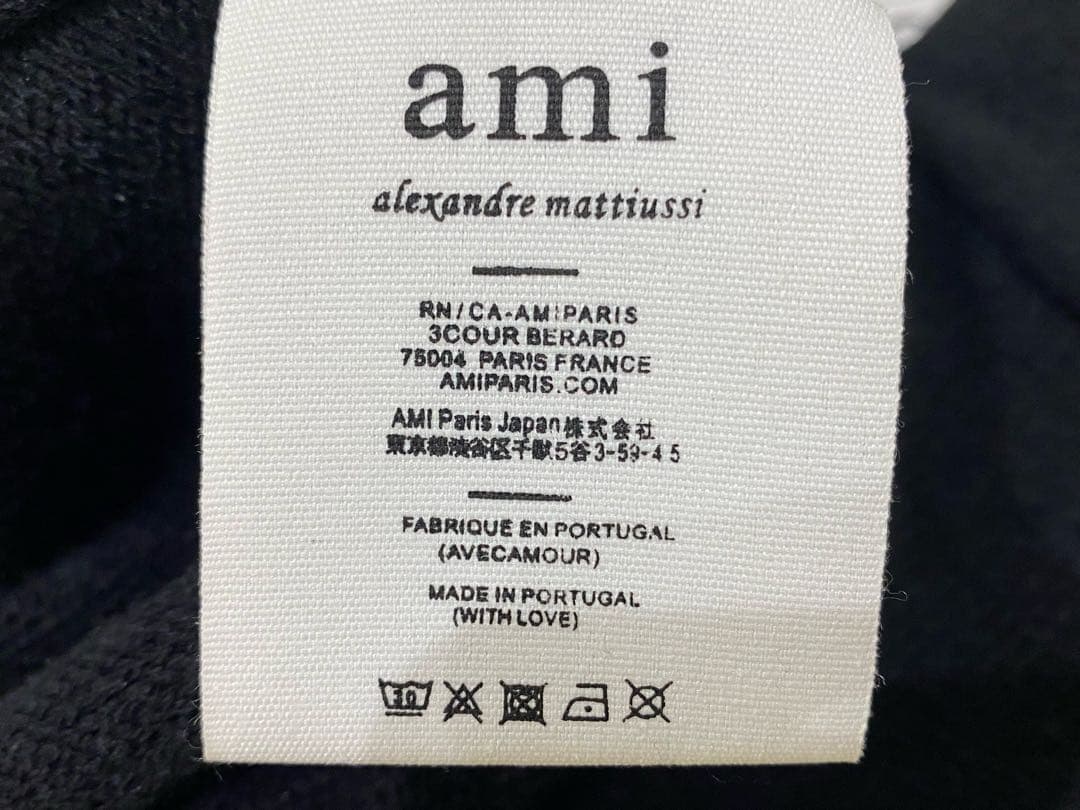 ami
alexandre mattiussi
RN/CA-AMIPARIS
3COUR BERARD
75004 PARIS FRANCE
AMIPARIS.COM
AMI Paris Japan株式会社
東京都渋谷区千駄5谷3-59-45
FABRIQUE EN PORTUGAL
(AVECAMOUR)
MADE IN PORTUGAL
(WITH LOVE)
30